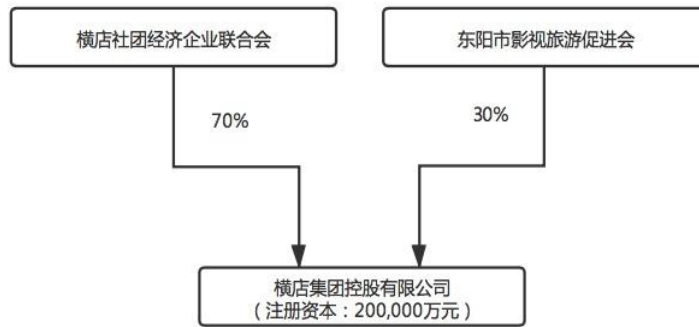 横店社团经济企业联合会
东阳市影视旅游促进会
70%
30%
横店集团控股有限公司
（注册资本：200,000万元）